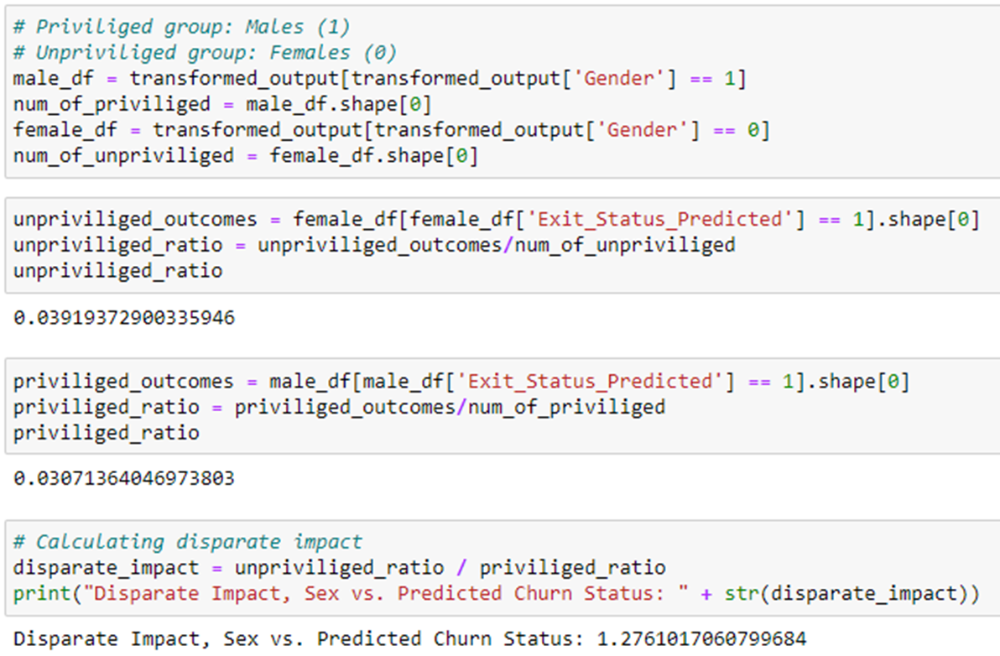 # Priviliged group: Males (1)
# Unpriviliged group: Females (0)
male_df = transformed_output[transformed_output['Gender'] == 1]
num_of_priviliged = male_df.shape[0]
female_df = transformed_output[transformed_output['Gender'] == 0]
num_of_unpriviliged = female_df.shape[0]
unpriviliged_outcomes = female_df[female_df['Exit_Status_Predicted'] == 1].shape[0]
unpriviliged_ratio = unpriviliged_outcomes/num_of_unpriviliged
unpriviliged_ratio
0.03919372900335946
priviliged_outcomes = male_df[male_df['Exit_Status_Predicted'] == 1].shape[0]
priviliged_ratio = priviliged_outcomes/num_of_priviliged
priviliged_ratio
0.03071364046973803
# Calculating disparate impact
disparate_impact = unpriviliged_ratio / priviliged_ratio
print("Disparate Impact, Sex vs. Predicted Churn Status: " + str(disparate_impact))
Disparate Impact, Sex vs. Predicted Churn Status: 1.2761017060799684